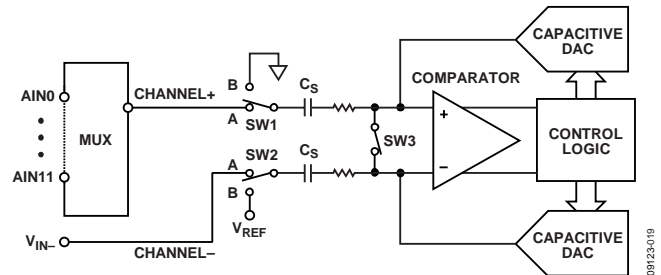 CAPACITIVE
DAC
COMPARATOR
B
CHANNEL+
CS
AIN0
A
SW1
+
MUX
SW3
CONTROL
LOGIC
SW2
CS
A
–
AIN11
B
VREF
VIN–
CHANNEL–
CAPACITIVE
DAC
09123-019